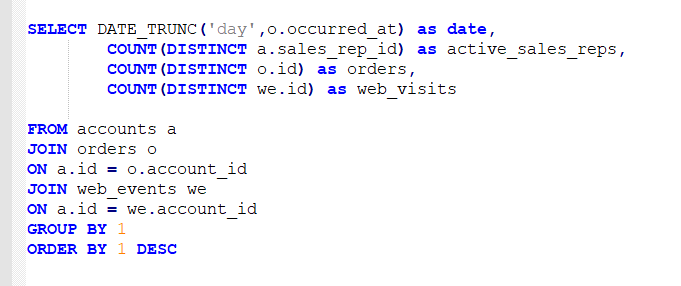 SELECT DATE_TRUNC('day',o.occurred_at) as date,
COUNT(DISTINCT a.sales_rep_id) as active_sales_reps,
COUNT(DISTINCT o.id) as orders,
COUNT(DISTINCT we.id) as web_visits
FROM accounts a
JOIN orders o
ON a.id = o.account_id
JOIN web_events we
ON a.id = we.account_id
GROUP BY 1
ORDER BY 1 DESC